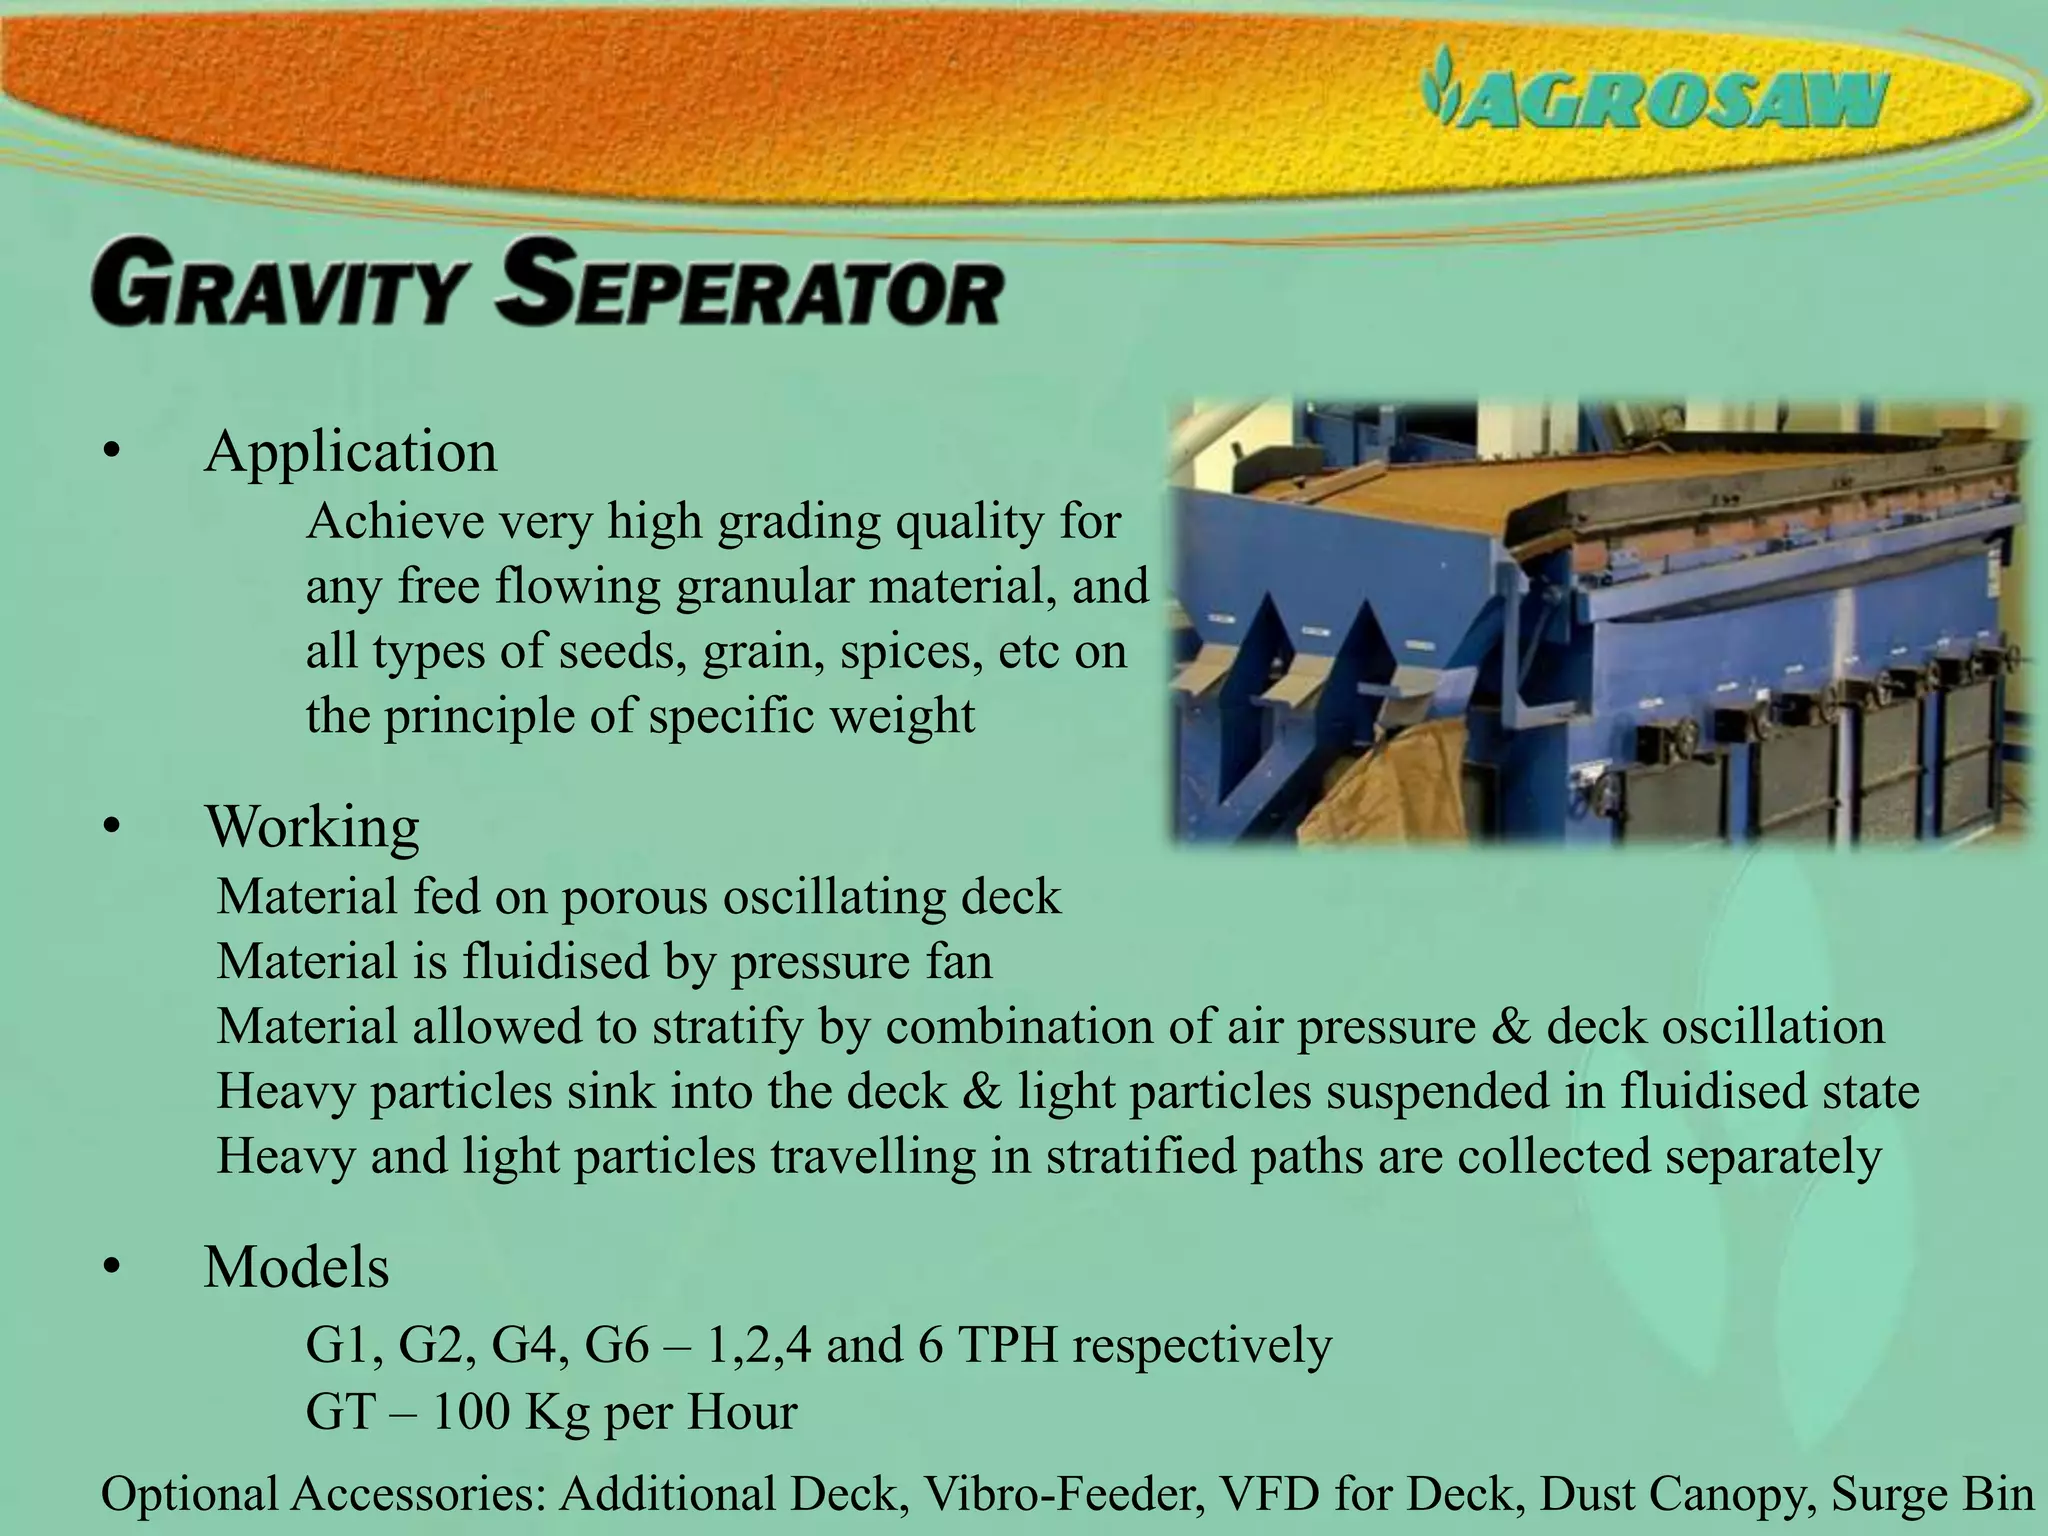 AGROSAW
GRAVITY SEPERATOR
• Application
Achieve very high grading quality for
any free flowing granular material, and
all types of seeds, grain, spices, etc on
the principle of specific weight
• Working
Material fed on porous oscillating deck
Material is fluidised by pressure fan
Material allowed to stratify by combination of air pressure & deck oscillation
Heavy particles sink into the deck & light particles suspended in fluidised state
Heavy and light particles travelling in stratified paths are collected separately
• Models
G1, G2, G4, G6 – 1,2,4 and 6 TPH respectively
GT – 100 Kg per Hour
Optional Accessories: Additional Deck, Vibro-Feeder, VFD for Deck, Dust Canopy, Surge Bin